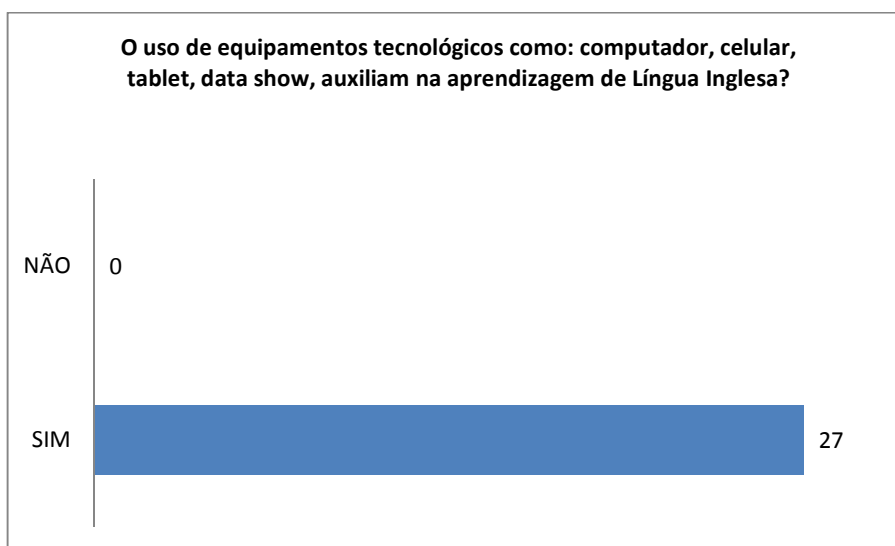 O uso de equipamentos tecnológicos como: computador, celular,
tablet, data show, auxiliam na aprendizagem de Língua Inglesa?
NÃO
0
SIM
27